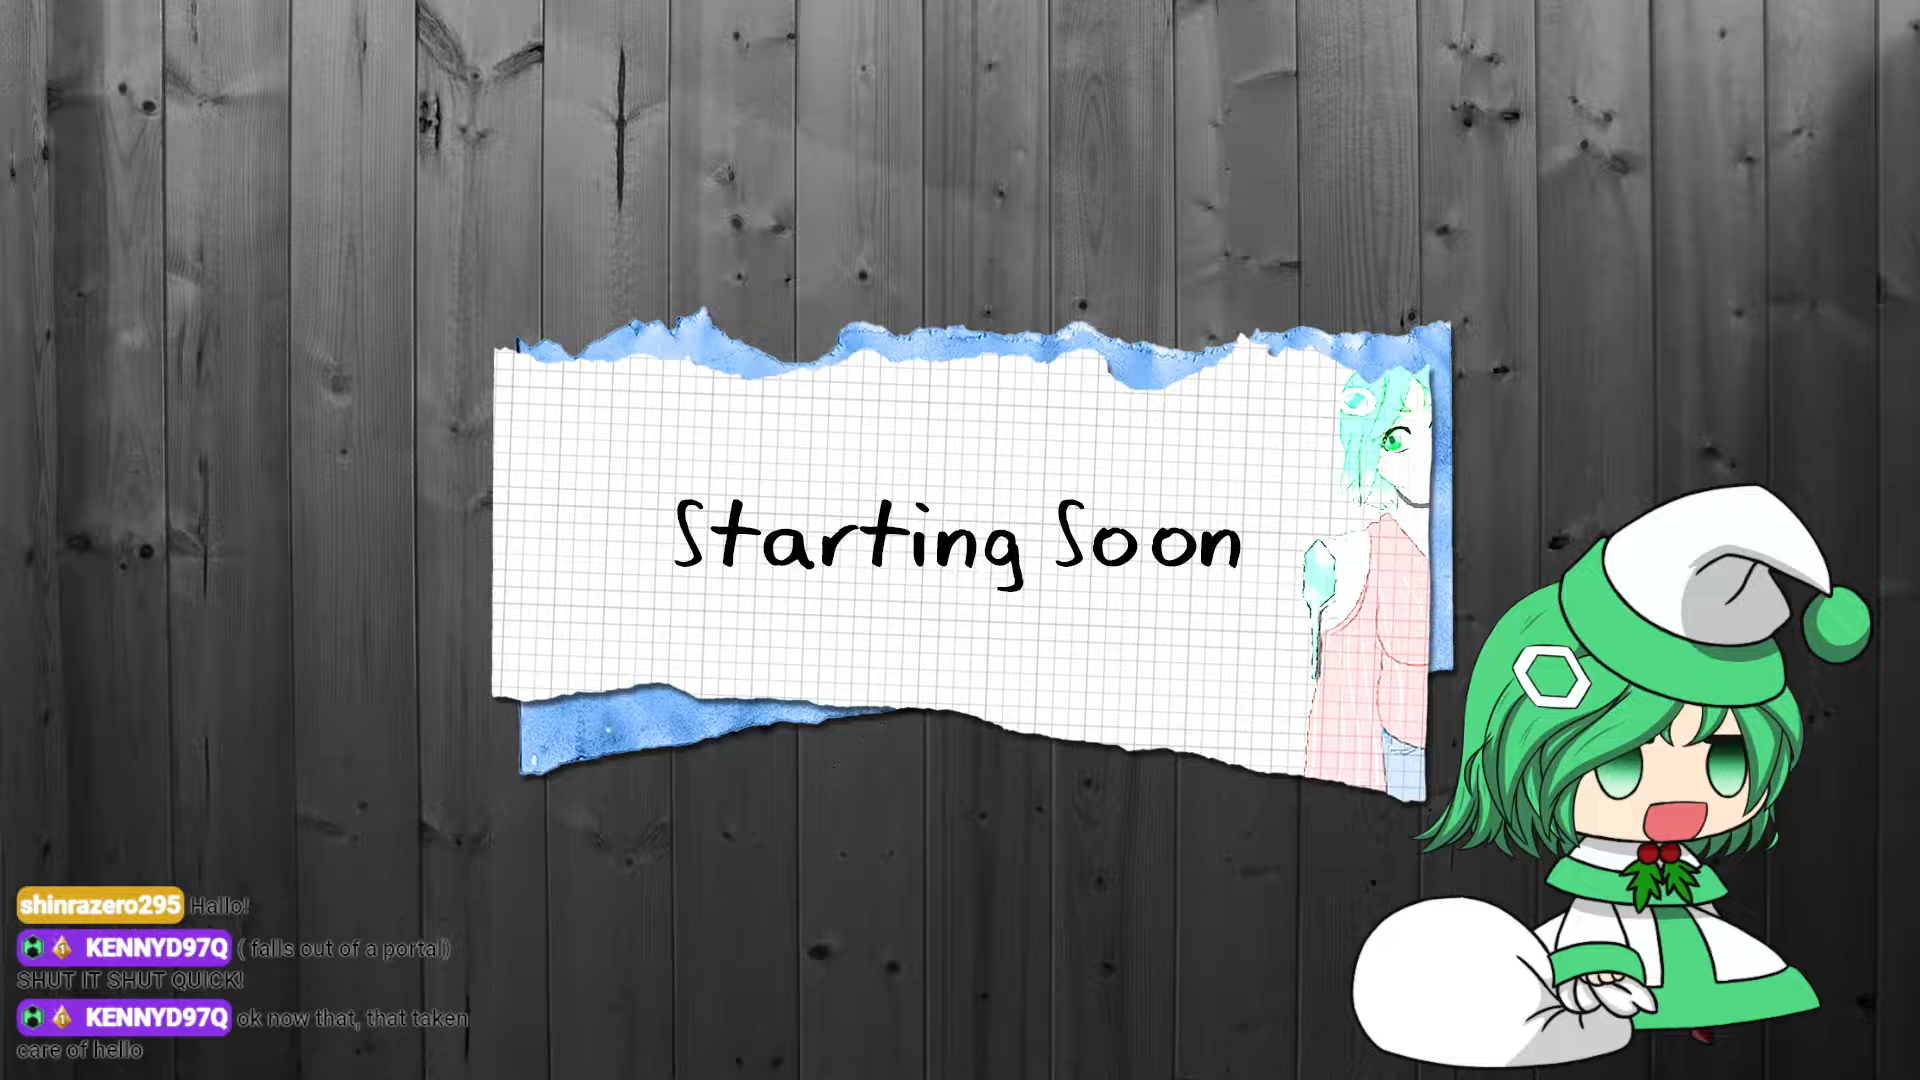 Starting Soon
shinrazero295 Hallo!
KENNYD97Q ( falls out of a portal)
SHUT IT SHUT QUICK!
KENNYD97Q ok now that, that taken
care of hello